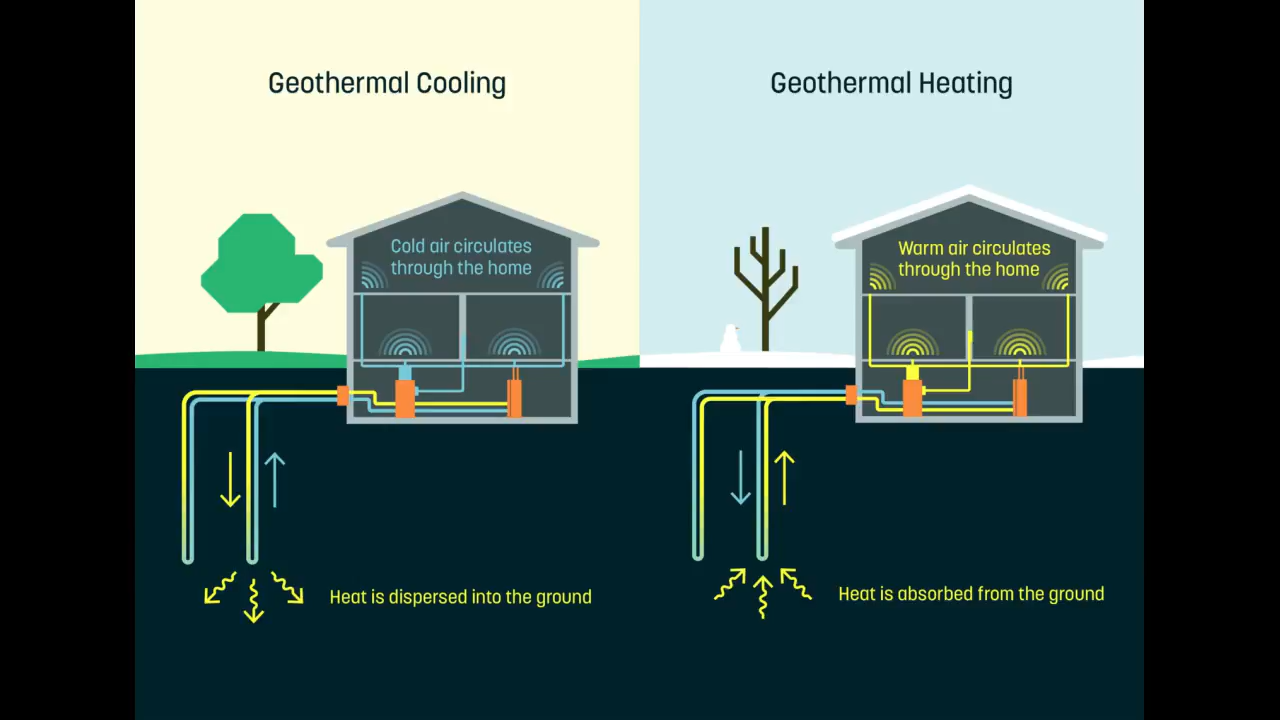 Geothermal Cooling
Cold air circulates
through the home
Heat is dispersed into the ground
Geothermal Heating
Warm air circulates
through the home
Heat is absorbed from the ground